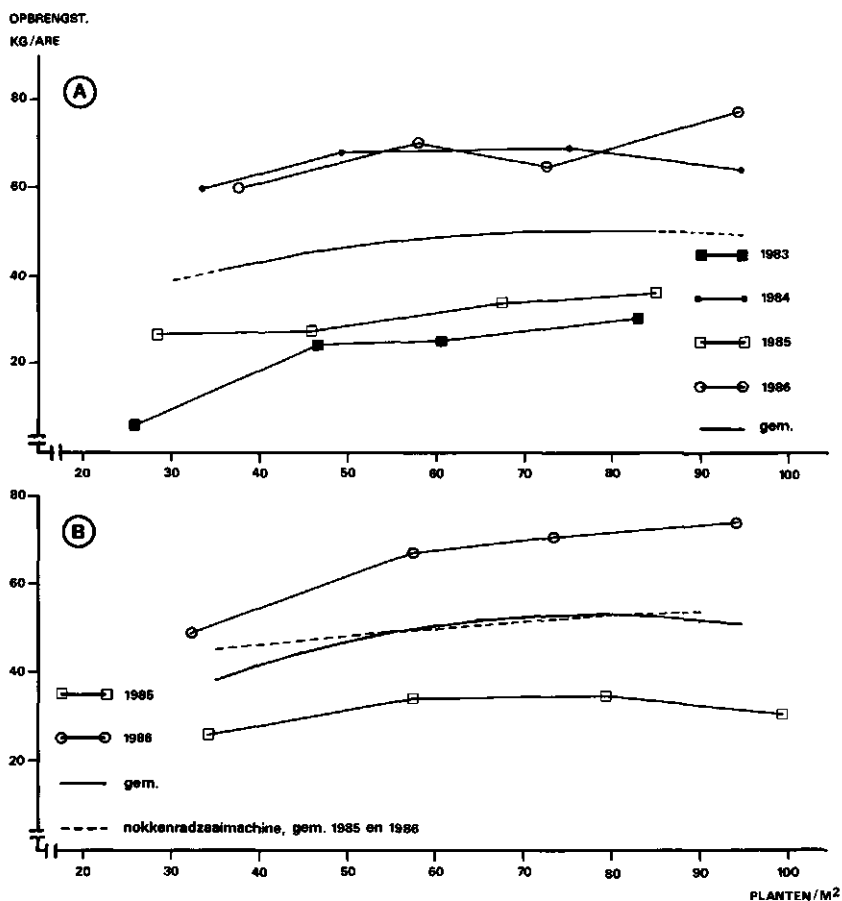 OPBRENGST.
KG/ARE
A
80
60
40
20
1983
1984
1985
1986
gem.
20 30 40 50 60 70 80 90 100
B
80
60
40
20
1985
1986
gem.
nokkenradzaaimachine, gem. 1985 en 1986
20 30 40 50 60 70 80 90 100
PLANTEN/M²